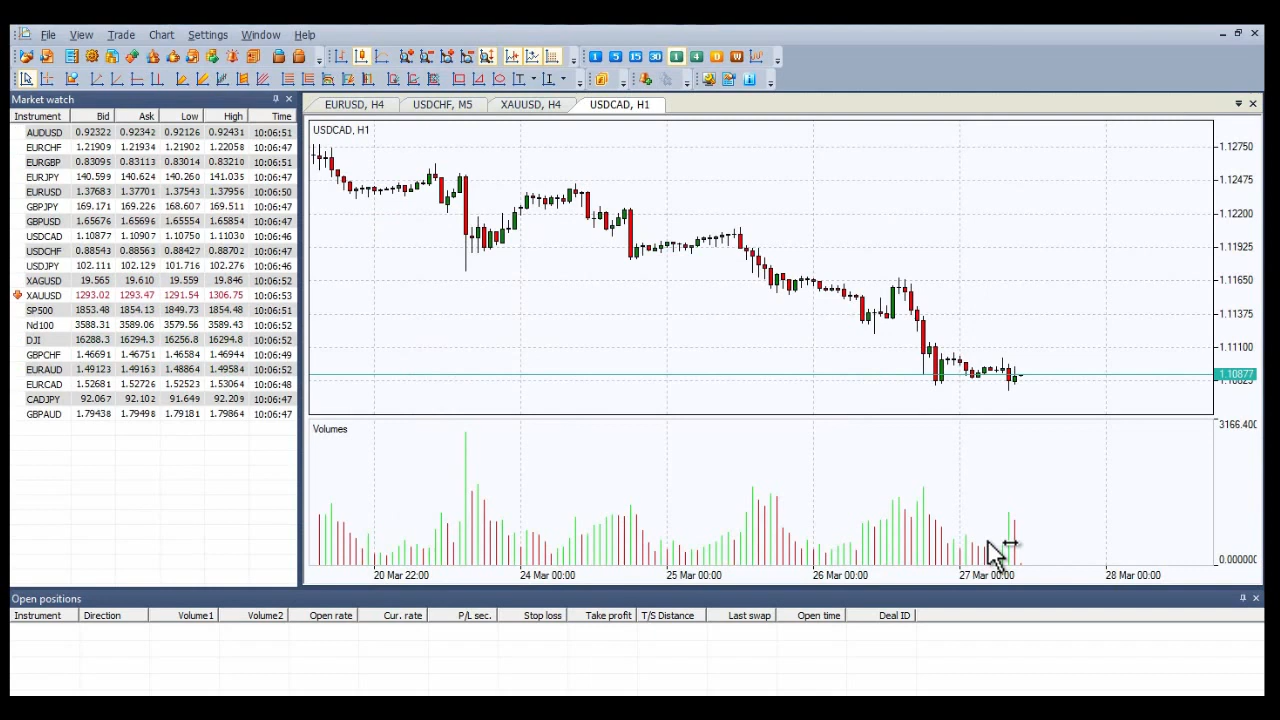 File View Trade Chart Settings Window Help
1 5 15 30 1 4 D W
Market watch
EURUSD, H4 USDCHF, M5 XAUUSD, H4 USDCAD, H1
Instrument Bid Ask Low High Time
AUDUSD 0.92322 0.92342 0.92126 0.92431 10:06:51
EURCHF 1.21909 1.21934 1.21902 1.22058 10:06:47
EURGBP 0.83095 0.83113 0.83014 0.83210 10:06:51
EURJPY 140.599 140.624 140.260 141.035 10:06:47
EURUSD 1.37683 1.37701 1.37543 1.37956 10:06:50
GBPJPY 169.171 169.226 168.607 169.511 10:06:47
GBPUSD 1.65676 1.65696 1.65554 1.65854 10:06:47
USDCAD 1.10877 1.10907 1.10811 1.11030 10:06:46
USDCHF 0.88543 0.88563 0.88427 0.88702 10:06:47
USDJPY 102.111 102.129 101.716 102.276 10:06:46
XAGUSD 19.565 19.610 19.559 19.846 10:06:52
XAUUSD 1293.02 1293.47 1291.54 1306.75 10:06:53
SP500 1853.48 1854.13 1849.73 1854.48 10:06:51
Nd100 3588.31 3589.06 3579.56 3589.43 10:06:52
DJI 16288.3 16294.3 16256.8 16294.8 10:06:52
GBPCHF 1.46691 1.46751 1.46584 1.46944 10:06:49
EURAUD 1.49123 1.49163 1.48864 1.49584 10:06:52
EURCAD 1.52681 1.52726 1.52523 1.53064 10:06:48
CADJPY 92.067 92.102 91.649 92.209 10:06:47
GBPAUD 1.79438 1.79498 1.79181 1.79864 10:06:47
USDCAD, H1
1.12750
1.12475
1.12200
1.11925
1.11650
1.11375
1.11100
1.10877
1.10825
Volumes
3166.400
0.000000
20 Mar 22:00 24 Mar 00:00 25 Mar 00:00 26 Mar 00:00 27 Mar 00:00 28 Mar 00:00
Open positions
Instrument Direction Volume1 Volume2 Open rate Cur. rate P/L sec. Stop loss Take profit T/S Distance Last swap Open time Deal ID